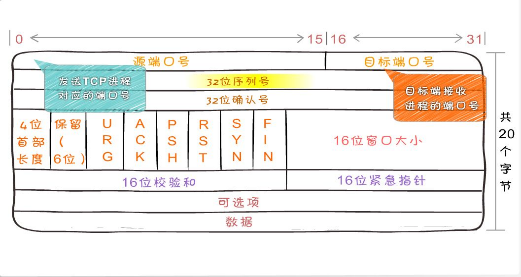 0 15 16 31
源端口号 目标端口号
发送TCP进程
对应的端口号
32位序列号
目标端接收
进程的端口号
32位确认号
4位
首部
长度
保留
(
6位)
U
R
G
A
C
K
P
S
H
R
S
T
S
Y
N
F
I
N
16位窗口大小
16位校验和 16位紧急指针
可选项
数据
共
20
个
字
节